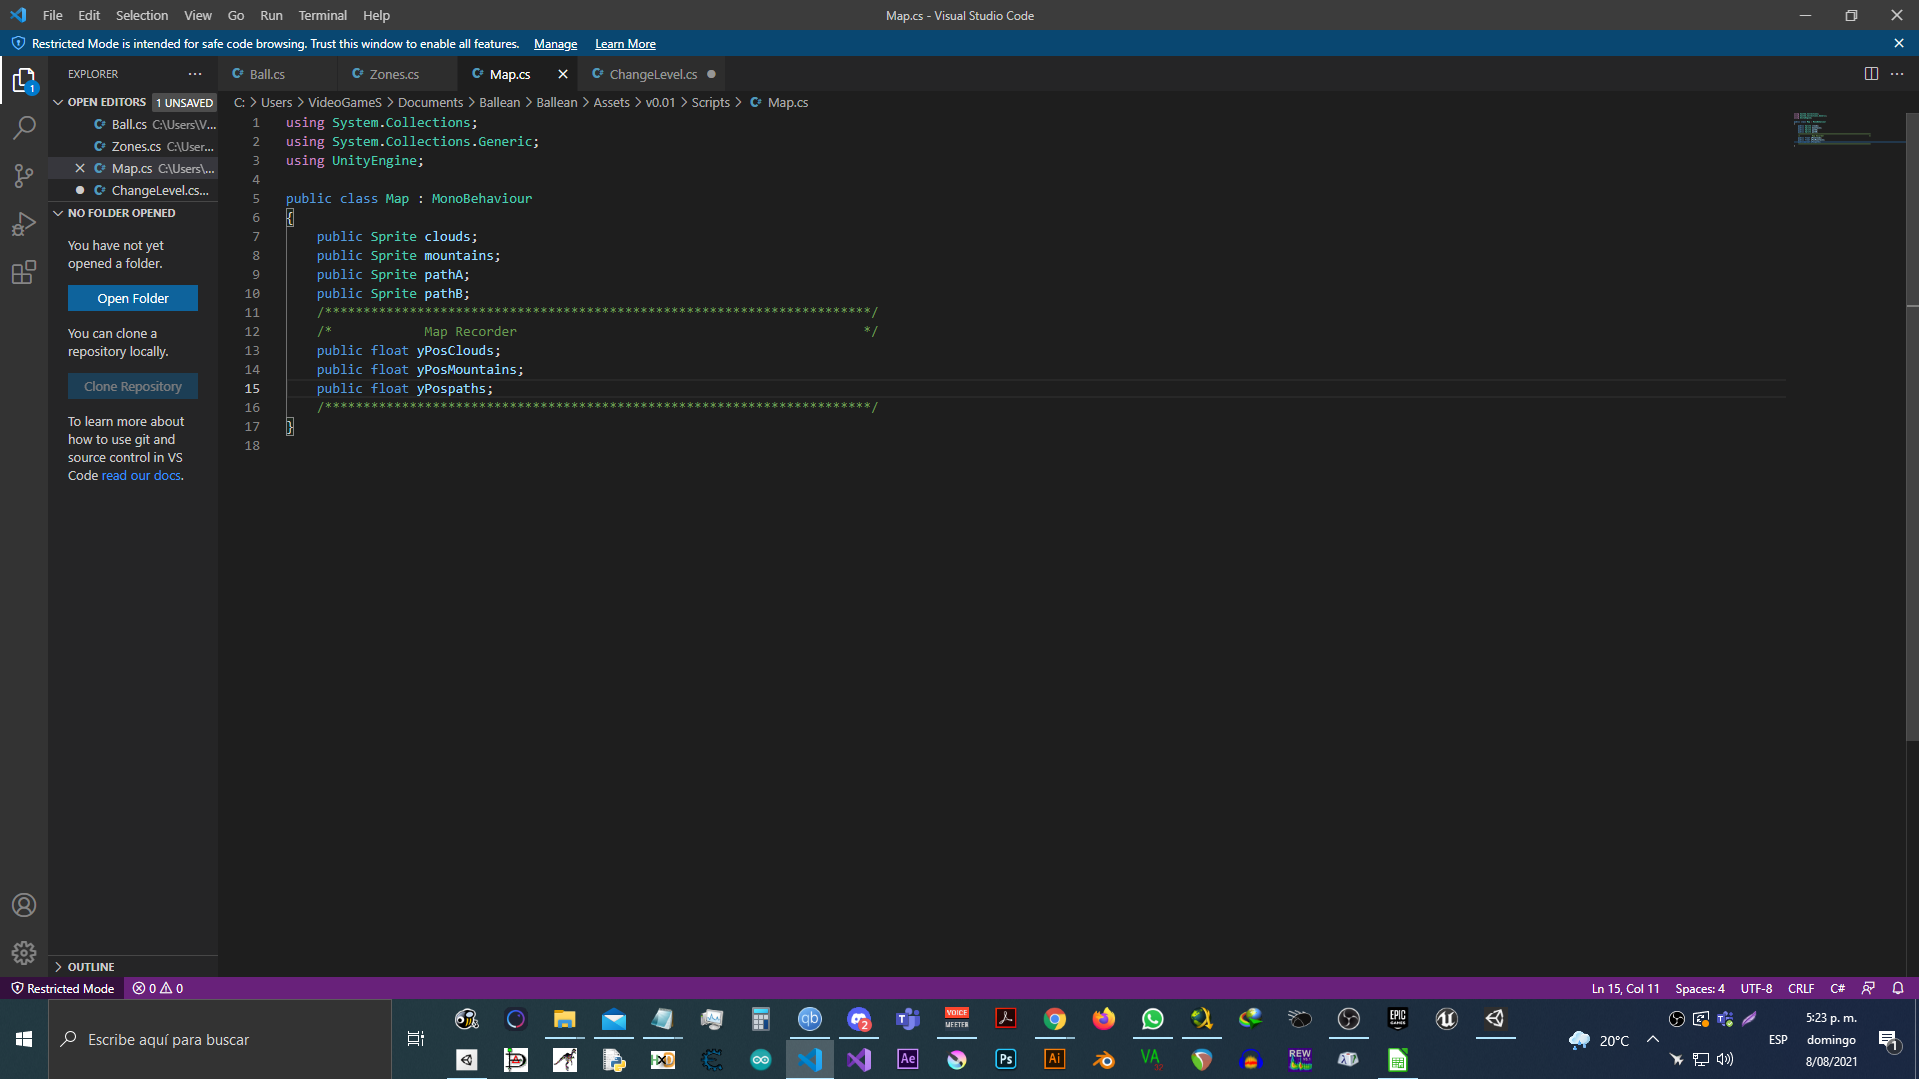 File Edit Selection View Go Run Terminal Help
Map.cs - Visual Studio Code
Restricted Mode is intended for safe code browsing. Trust this window to enable all features. Manage Learn More
EXPLORER
Ball.cs
Zones.cs
Map.cs
ChangeLevel.cs
OPEN EDITORS 1 UNSAVED
Ball.cs C:\Users\V...
Zones.cs C:\User...
Map.cs C:\Users\...
ChangeLevel.cs...
NO FOLDER OPENED
You have not yet
opened a folder.
Open Folder
You can clone a
repository locally.
Clone Repository
To learn more about
how to use git and
source control in VS
Code read our docs.
OUTLINE
C: > Users > VideoGameS > Documents > Ballean > Ballean > Assets > v0.01 > Scripts > Map.cs
1 using System.Collections;
2 using System.Collections.Generic;
3 using UnityEngine;
4
5 public class Map : MonoBehaviour
6 {
7 public Sprite clouds;
8 public Sprite mountains;
9 public Sprite pathA;
10 public Sprite pathB;
11 /***********************************************************************/
12 /* Map Recorder */
13 public float yPosClouds;
14 public float yPosMountains;
15 public float yPospaths;
16 /***********************************************************************/
17 }
18
Restricted Mode 0 0
Ln 15, Col 11 Spaces: 4 UTF-8 CRLF C#
Escribe aquí para buscar
20°C
ESP
5:23 p. m.
domingo
8/08/2021